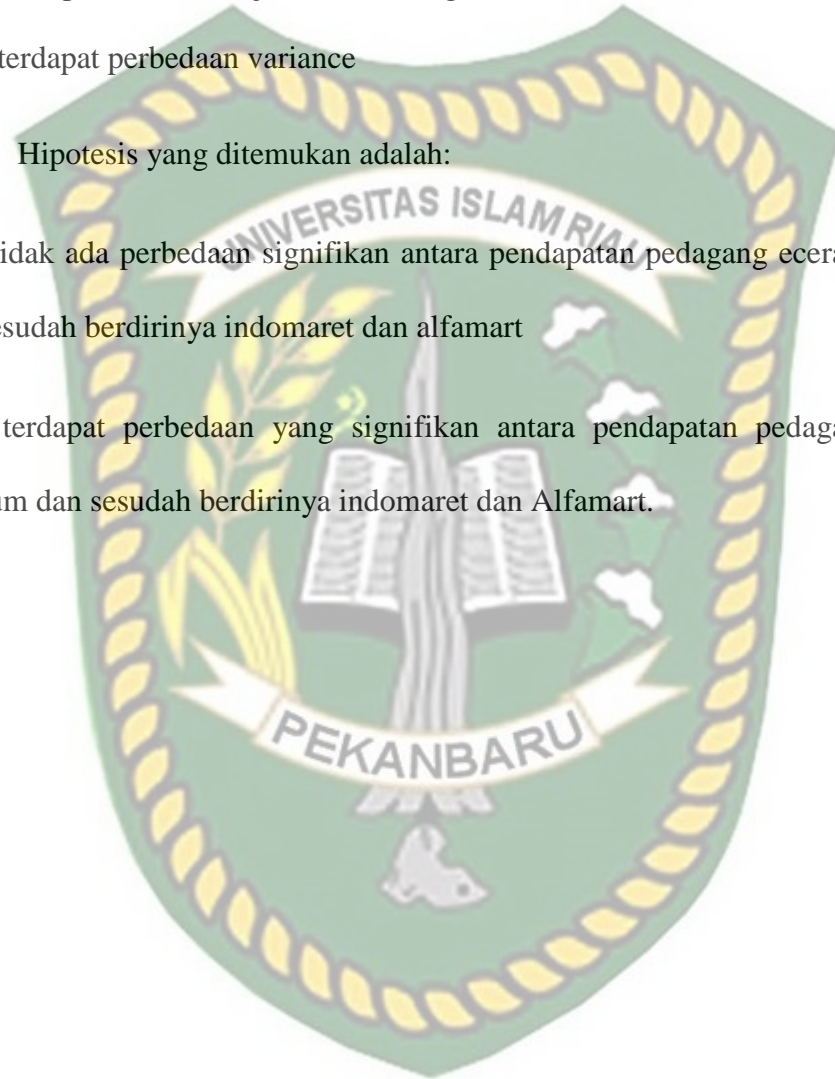 terdapat perbedaan variance
Hipotesis yang ditemukan adalah:
UNIVERSITAS ISLAM RIAU
idak ada perbedaan signifikan antara pendapatan pedagang ecera
esudah berdirinya indomaret dan alfamart
terdapat perbedaan yang signifikan antara pendapatan pedaga
um dan sesudah berdirinya indomaret dan Alfamart.
PEKANBARU